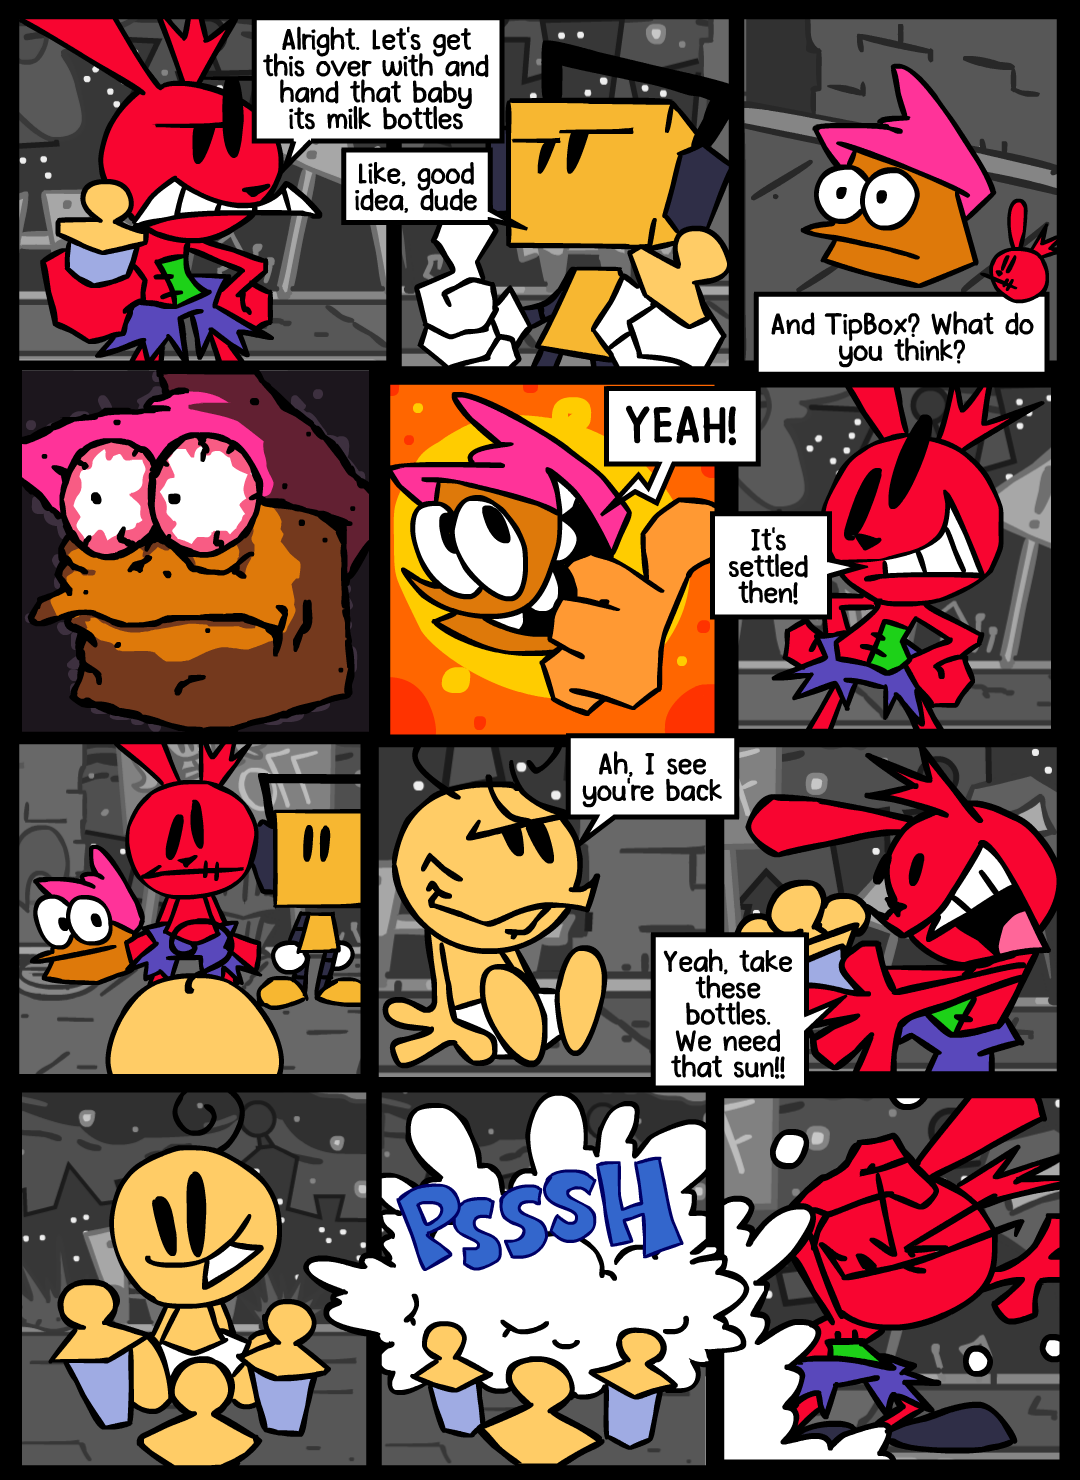 Alright. Let's get
this over with and
hand that baby
its milk bottles
Like, good
idea, dude
And TipBox? What do
you think?
YEAH!
It's
settled
then!
Ah, I see
you're back
Yeah, take
these
bottles.
We need
that sun!!
PSSSSH